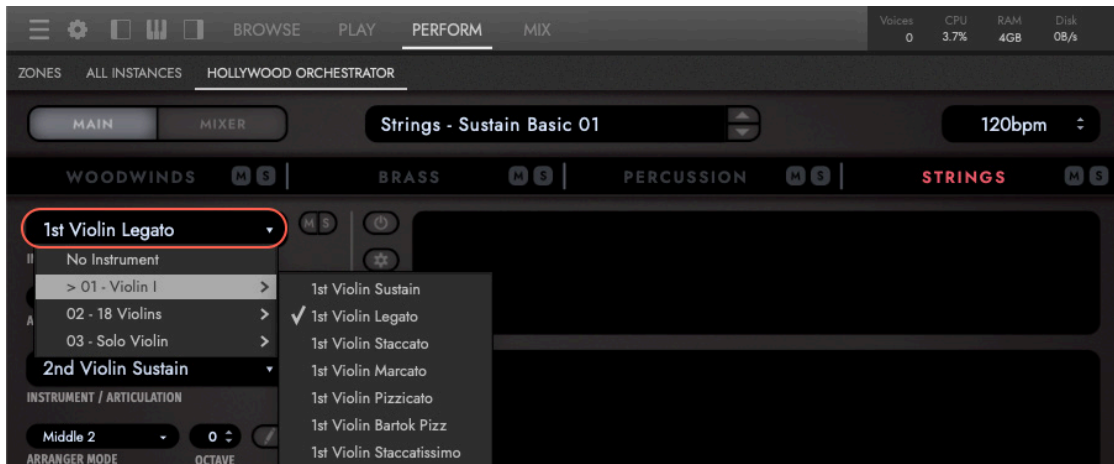 BROWSE PLAY PERFORM MIX Voices CPU RAM Disk
0 3.7% 4GB 0B/s
ZONES ALL INSTANCES HOLLYWOOD ORCHESTRATOR
MAIN MIXER Strings - Sustain Basic 01 120bpm
WOODWINDS M S BRASS M S PERCUSSION M S STRINGS M S
1st Violin Legato M S
No Instrument
> 01 - Violin I
02 - 18 Violins
03 - Solo Violin
1st Violin Sustain
1st Violin Legato
1st Violin Staccato
1st Violin Marcato
1st Violin Pizzicato
1st Violin Bartok Pizz
1st Violin Staccatissimo
2nd Violin Sustain
INSTRUMENT / ARTICULATION
Middle 2 0
ARRANGER MODE OCTAVE